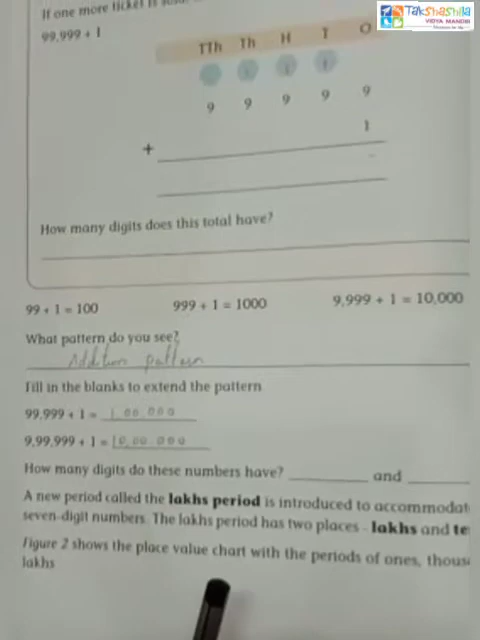 If one more ticket is
TakShashila
VIDYA MANDIR
99,999 + 1
TTh Th H T O
1 1 1
9 9 9 9 9
1
+
How many digits does this total have?
99 + 1 = 100 999 + 1 = 1000 9,999 + 1 = 10,000
What pattern do you see?
Addition pattern
Fill in the blanks to extend the pattern
99,999 + 1 = 1,00,000
9,99,999 + 1 = 10,00,000
How many digits do these numbers have? and
A new period called the lakhs period is introduced to accommodat
seven-digit numbers. The lakhs period has two places - lakhs and te
Figure 2 shows the place value chart with the periods of ones, thous
lakhs